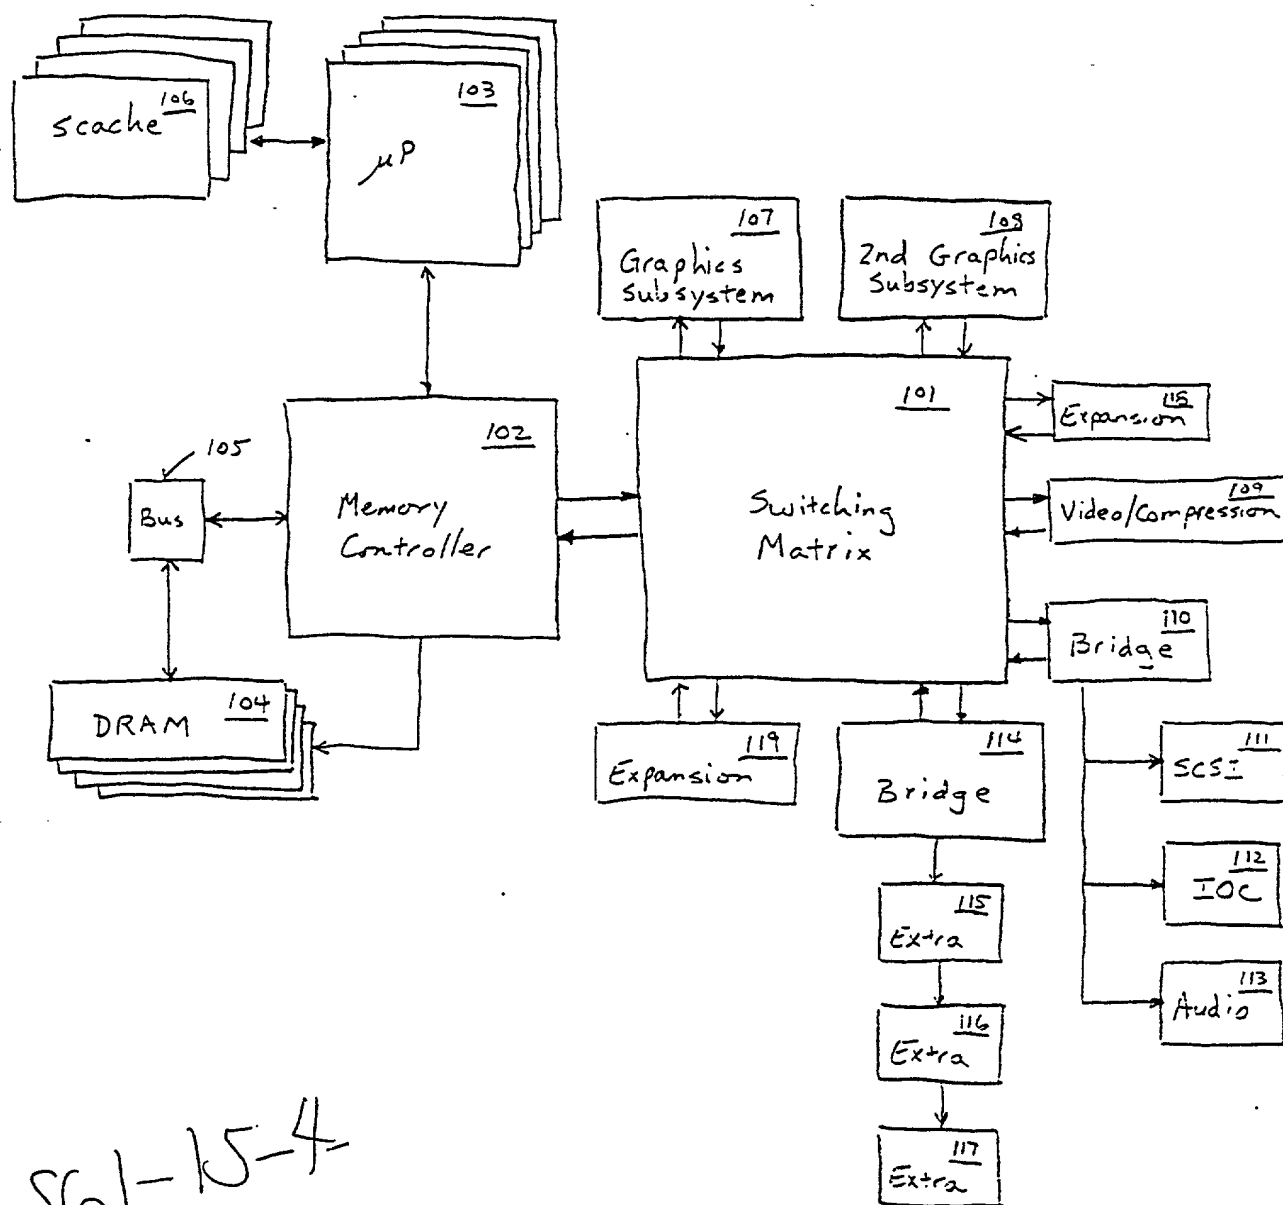 106
scache
103
μP
107
Graphics
Subsystem
108
2nd Graphics
Subsystem
101
Switching
Matrix
118
Expansion
109
Video/Compression
110
Bridge
105
Bus
102
Memory
Controller
104
DRAM
119
Expansion
114
Bridge
111
SCSI
112
IOC
113
Audio
115
Extra
116
Extra
117
Extra
SG1-15-4-